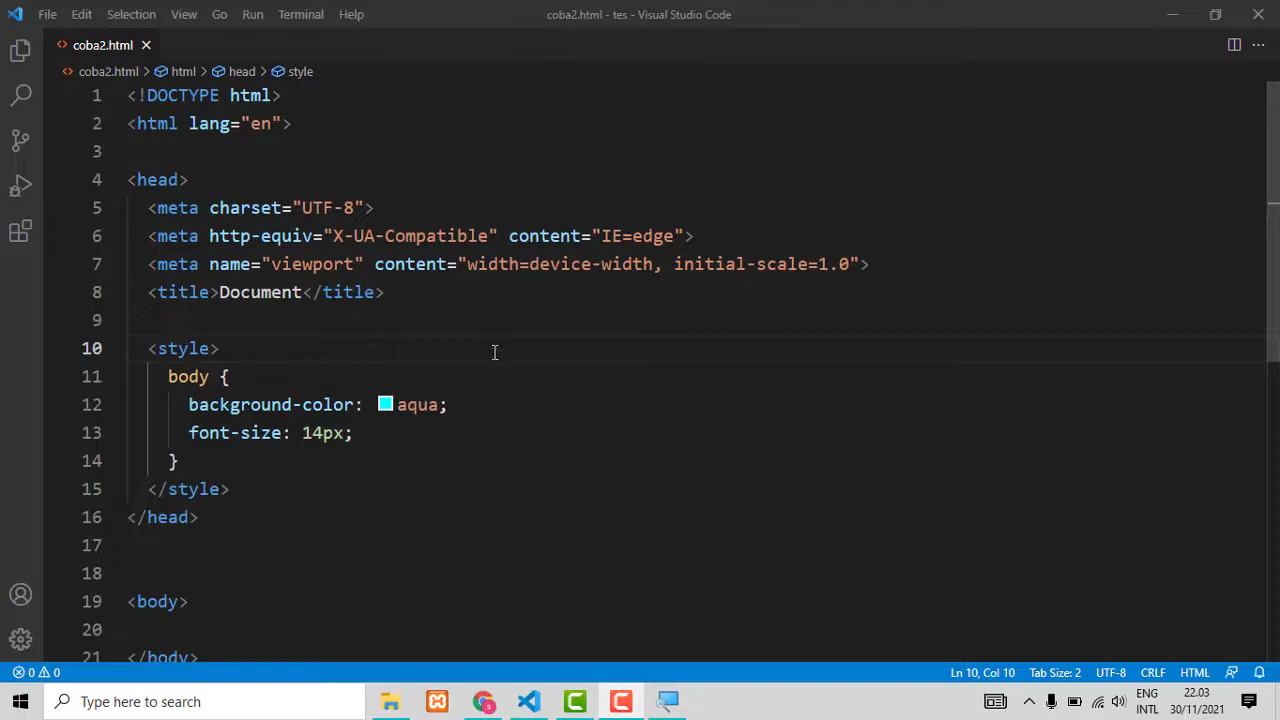 File Edit Selection View Go Run Terminal Help coba2.html - tes - Visual Studio Code
coba2.html
coba2.html > html > head > style
1 <!DOCTYPE html>
2 <html lang="en">
3
4 <head>
5 <meta charset="UTF-8">
6 <meta http-equiv="X-UA-Compatible" content="IE=edge">
7 <meta name="viewport" content="width=device-width, initial-scale=1.0">
8 <title>Document</title>
9
10 <style>
11 body {
12 background-color: aqua;
13 font-size: 14px;
14 }
15 </style>
16 </head>
17
18
19 <body>
20
21 </body>
0 0 Ln 10, Col 10 Tab Size: 2 UTF-8 CRLF HTML
Type here to search
ENG
INTL
22.03
30/11/2021